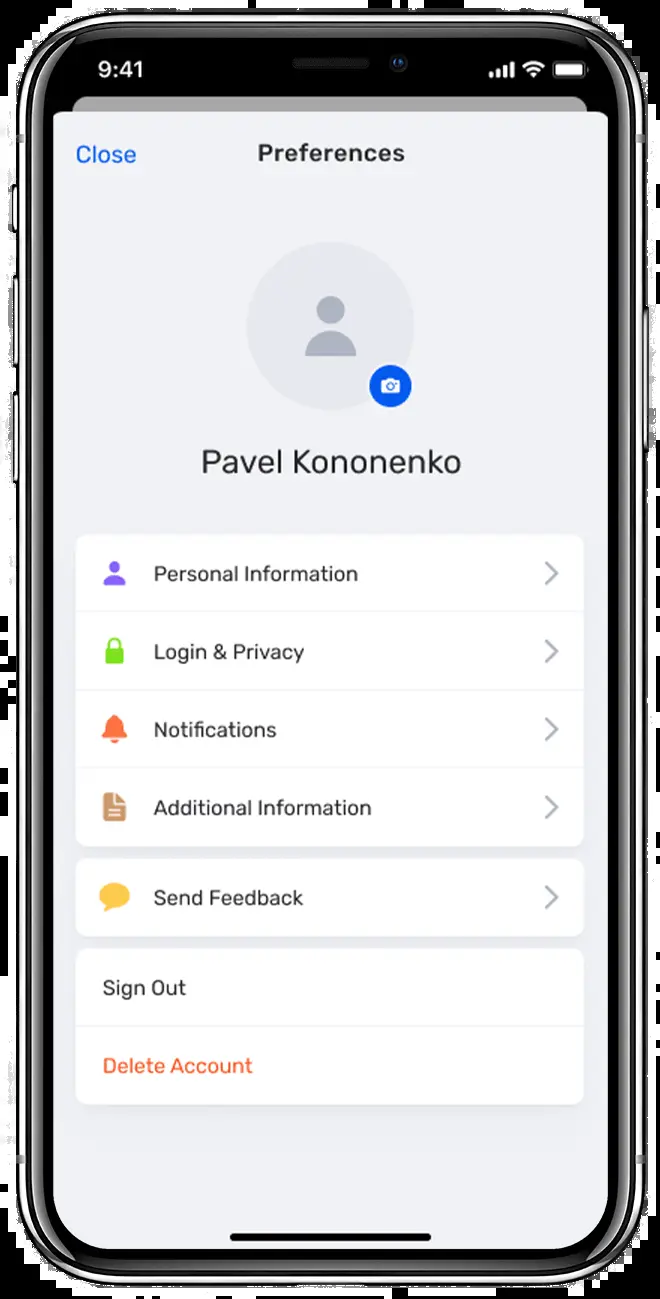 9:41
Close
Preferences
Pavel Kononenko
Personal Information
Login & Privacy
Notifications
Additional Information
Send Feedback
Sign Out
Delete Account